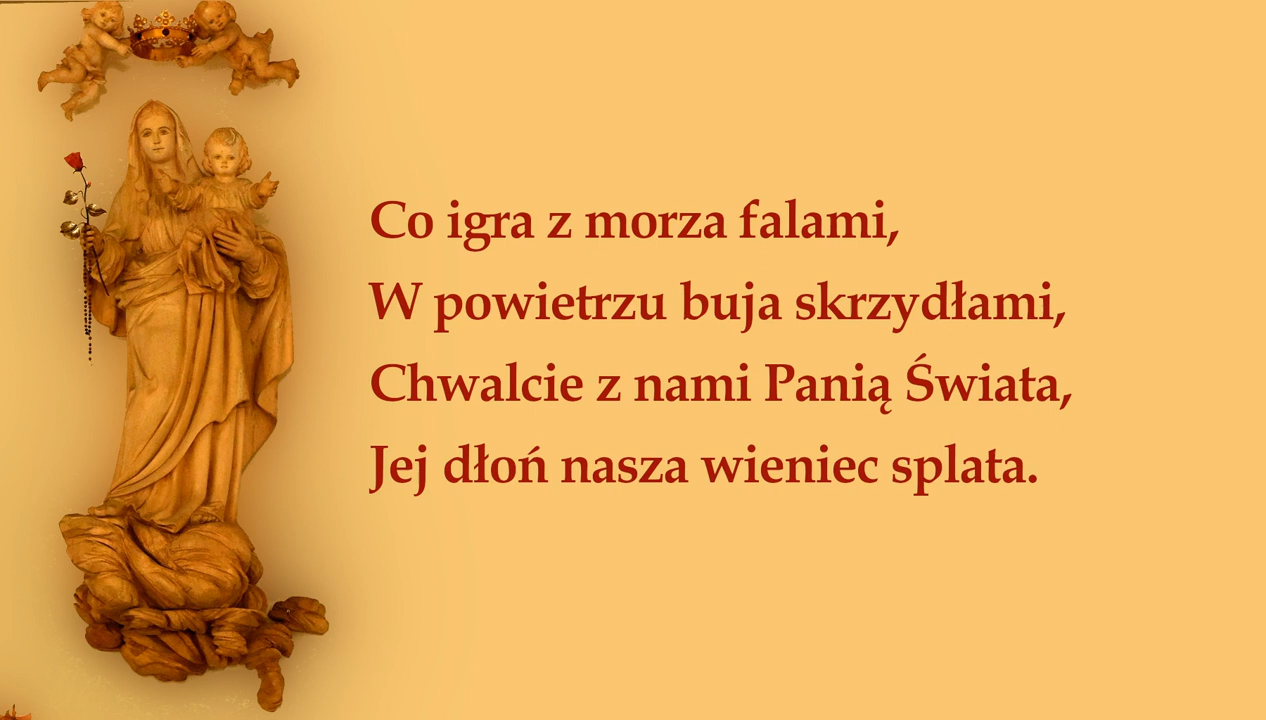 Co igra z morza falami,
W powietrzu buja skrzydłami,
Chwalcie z nami Panią Świata,
Jej dłoń nasza wieniec splata.